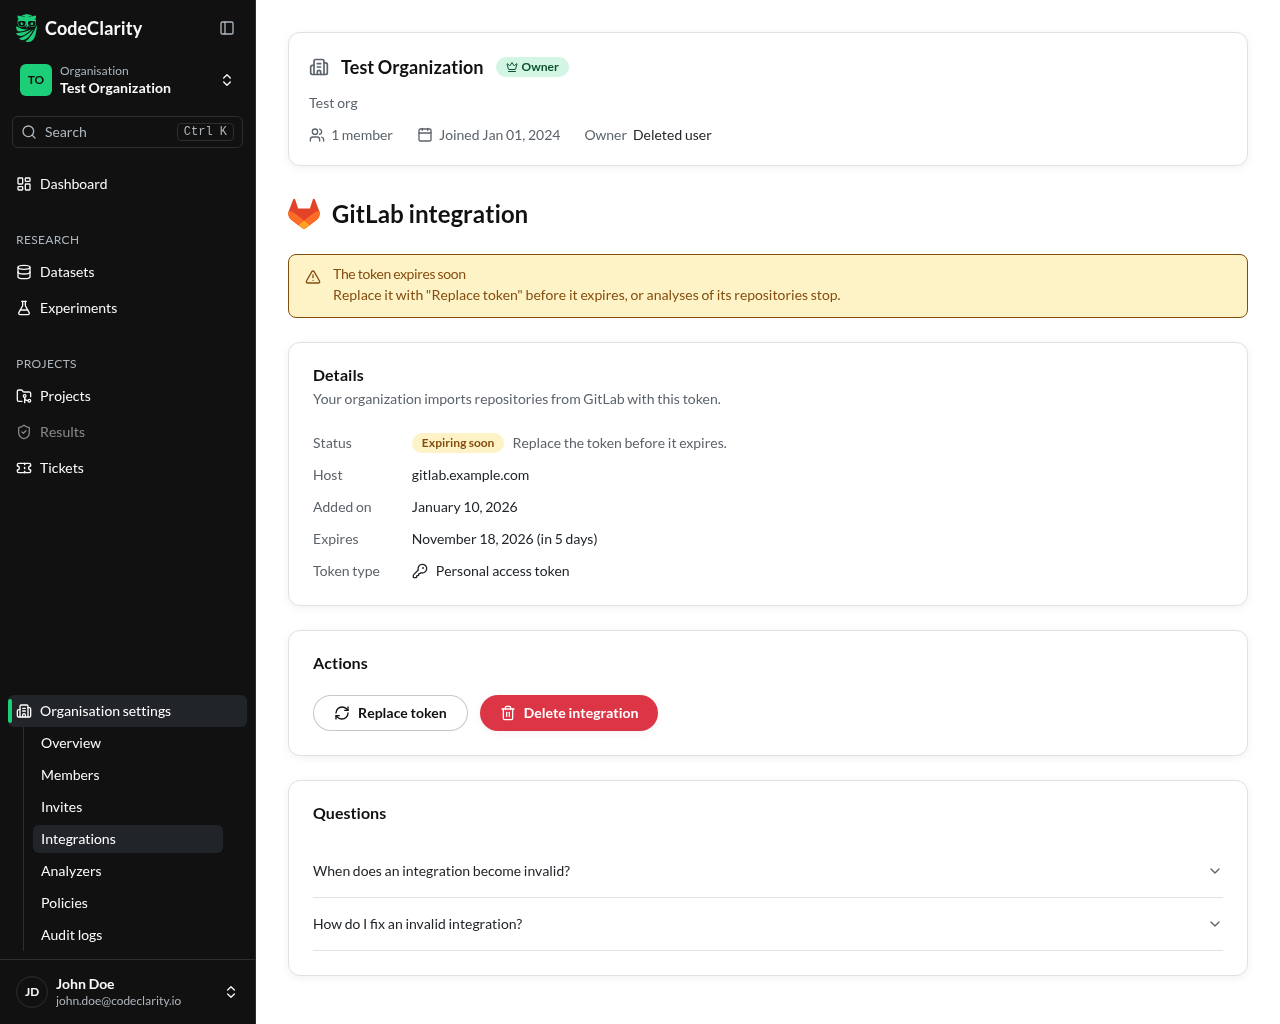 CodeClarity
TO
Organisation
Test Organization
Search
Ctrl K
Dashboard
RESEARCH
Datasets
Experiments
PROJECTS
Projects
Results
Tickets
Organisation settings
Overview
Members
Invites
Integrations
Analyzers
Policies
Audit logs
JD
John Doe
john.doe@codeclarity.io
Test Organization
Owner
Test org
1 member
Joined Jan 01, 2024
Owner Deleted user
GitLab integration
The token expires soon
Replace it with "Replace token" before it expires, or analyses of its repositories stop.
Details
Your organization imports repositories from GitLab with this token.
Status Expiring soon Replace the token before it expires.
Host gitlab.example.com
Added on January 10, 2026
Expires November 18, 2026 (in 5 days)
Token type Personal access token
Actions
Replace token
Delete integration
Questions
When does an integration become invalid?
How do I fix an invalid integration?